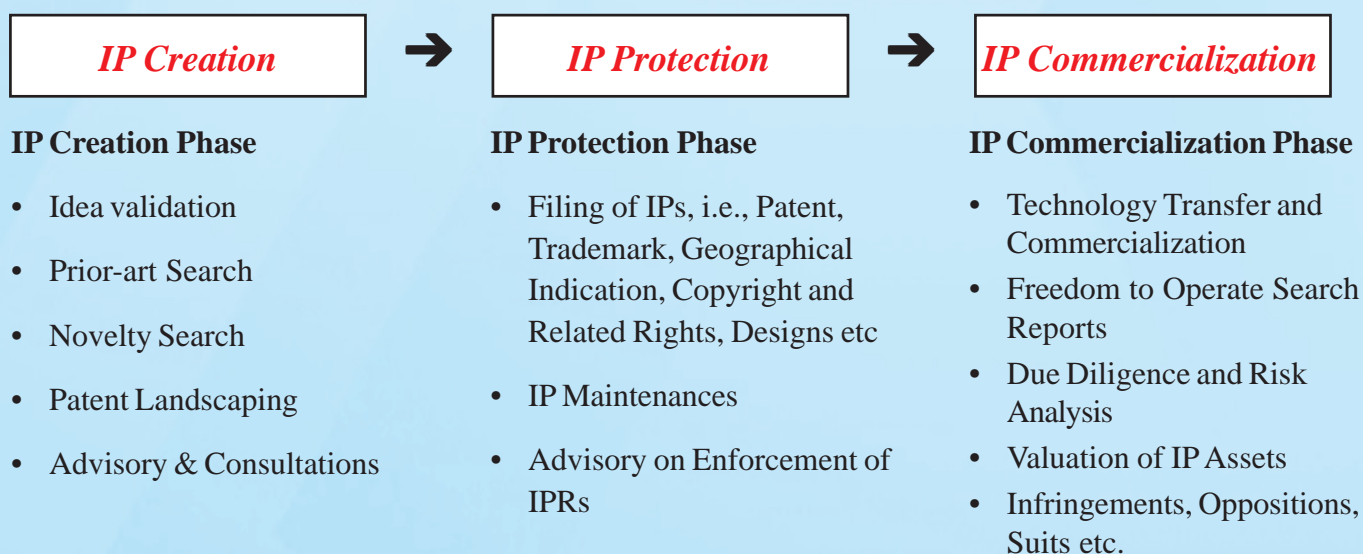 IP Creation
➔
IP Protection
➔
IP Commercialization
IP Creation Phase
• Idea validation
• Prior-art Search
• Novelty Search
• Patent Landscaping
• Advisory & Consultations
IP Protection Phase
• Filing of IPs, i.e., Patent,
Trademark, Geographical
Indication, Copyright and
Related Rights, Designs etc
• IP Maintenances
• Advisory on Enforcement of
IPRs
IP Commercialization Phase
• Technology Transfer and
Commercialization
• Freedom to Operate Search
Reports
• Due Diligence and Risk
Analysis
• Valuation of IP Assets
• Infringements, Oppositions,
Suits etc.